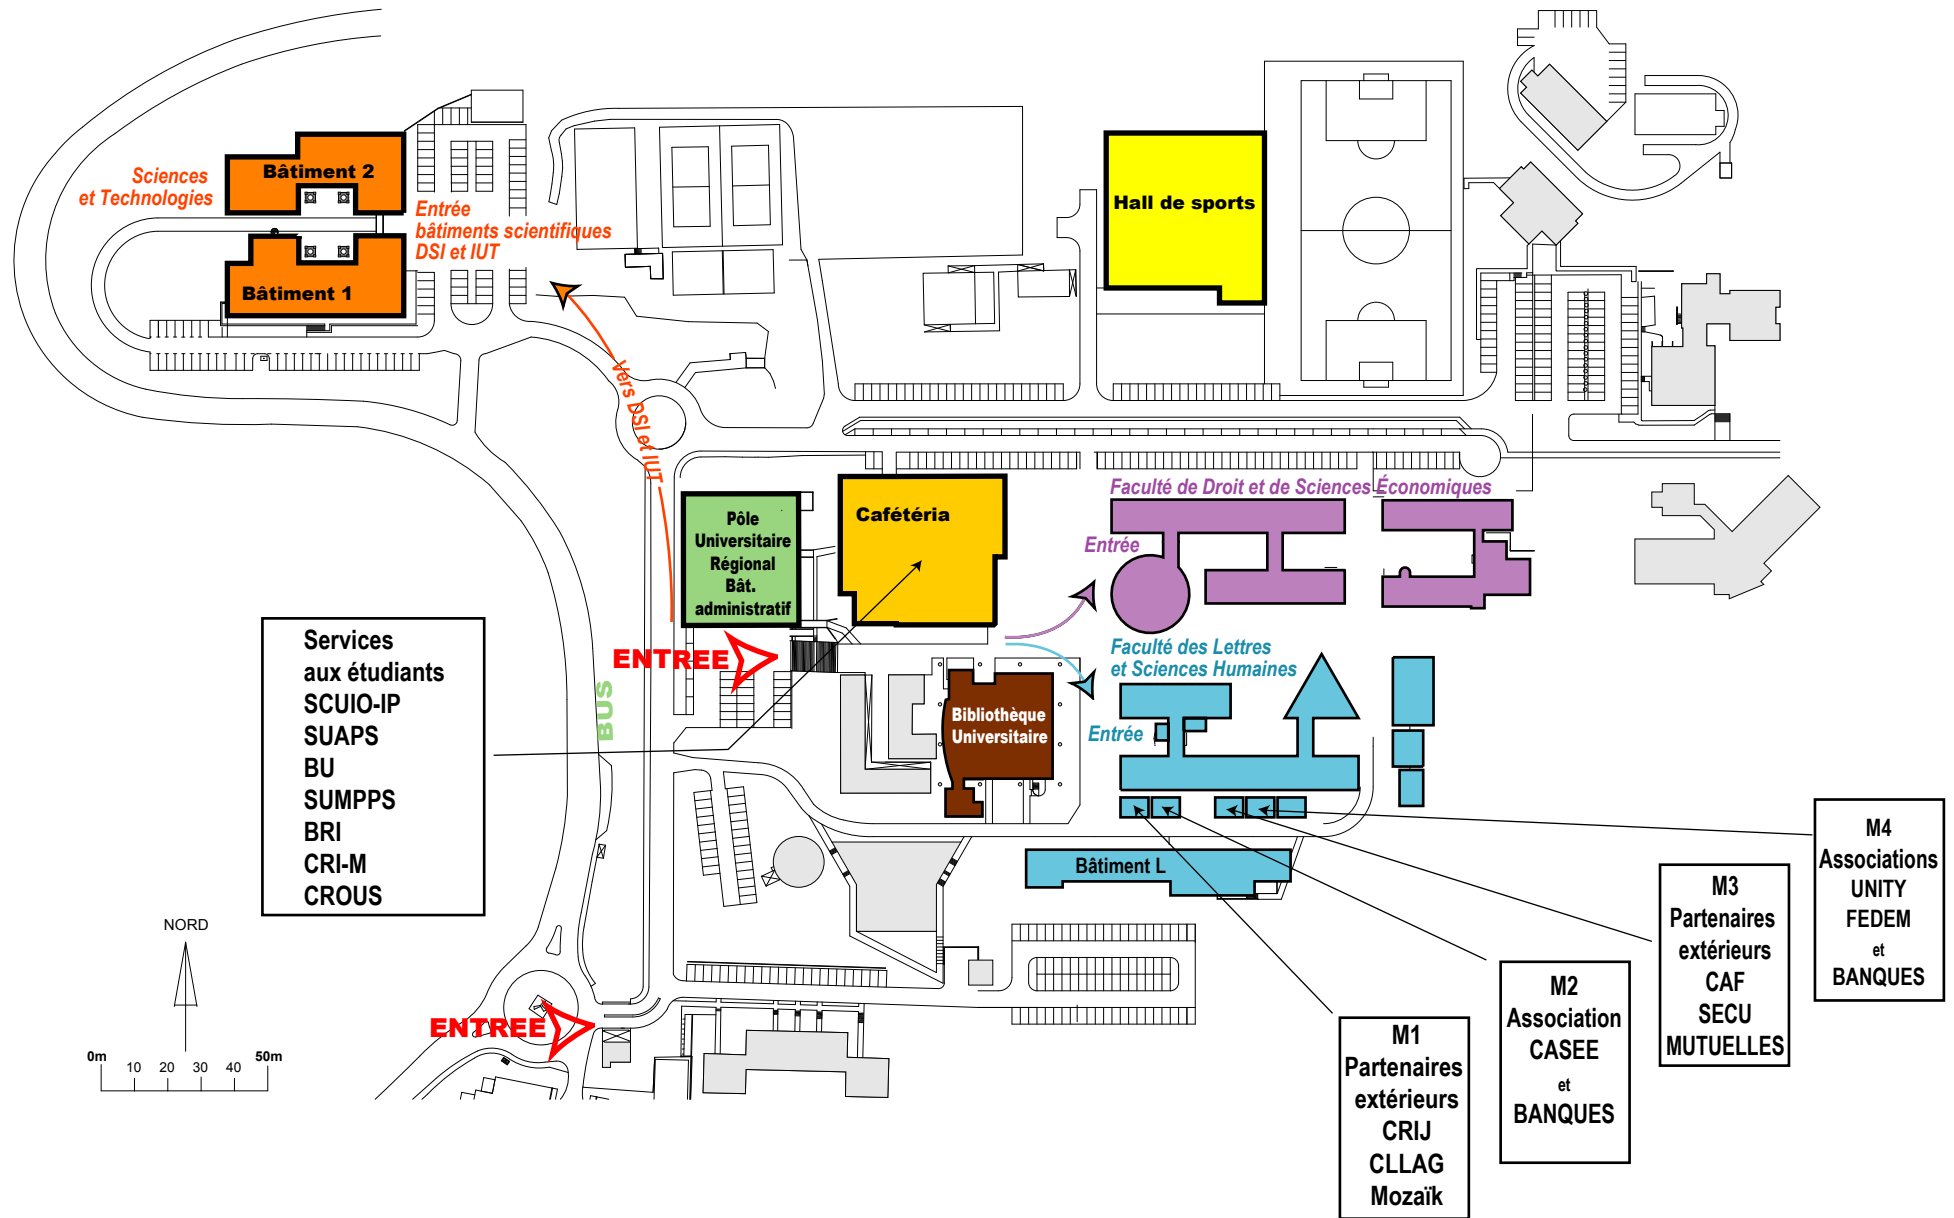 Sciences
et Technologies
Bâtiment 2
Entrée
bâtiments scientifiques
DSI et IUT
Bâtiment 1
Vers DSI et IUT
Hall de sports
Pôle
Universitaire
Régional
Bât.
administratif
Cafétéria
Faculté de Droit et de Sciences Économiques
Entrée
ENTREE
Faculté des Lettres
et Sciences Humaines
Entrée
Bibliothèque
Universitaire
BUS
Services
aux étudiants
SCUIO-IP
SUAPS
BU
SUMPPS
BRI
CRI-M
CROUS
Bâtiment L
NORD
0m 10 20 30 40 50m
ENTREE
M1
Partenaires
extérieurs
CRIJ
CLLAG
Mozaïk
M2
Association
CASEE
et
BANQUES
M3
Partenaires
extérieurs
CAF
SECU
MUTUELLES
M4
Associations
UNITY
FEDEM
et
BANQUES